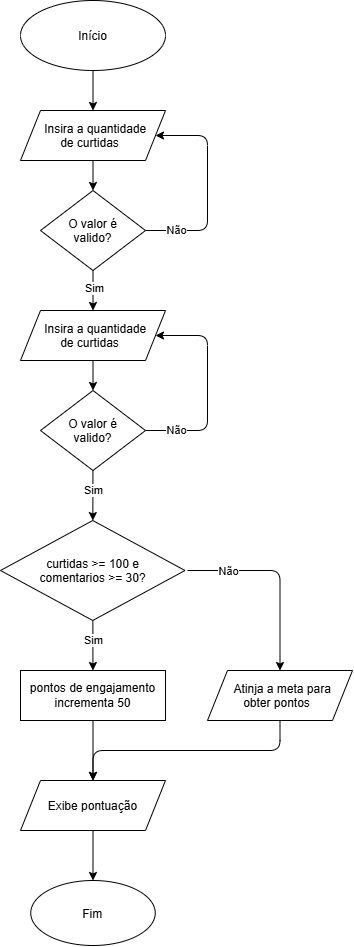 Início
Insira a quantidade
de curtidas
O valor é
valido?
Não
Sim
Insira a quantidade
de curtidas
O valor é
valido?
Não
Sim
curtidas >= 100 e
comentarios >= 30?
Não
Sim
pontos de engajamento
incrementa 50
Atinja a meta para
obter pontos
Exibe pontuação
Fim